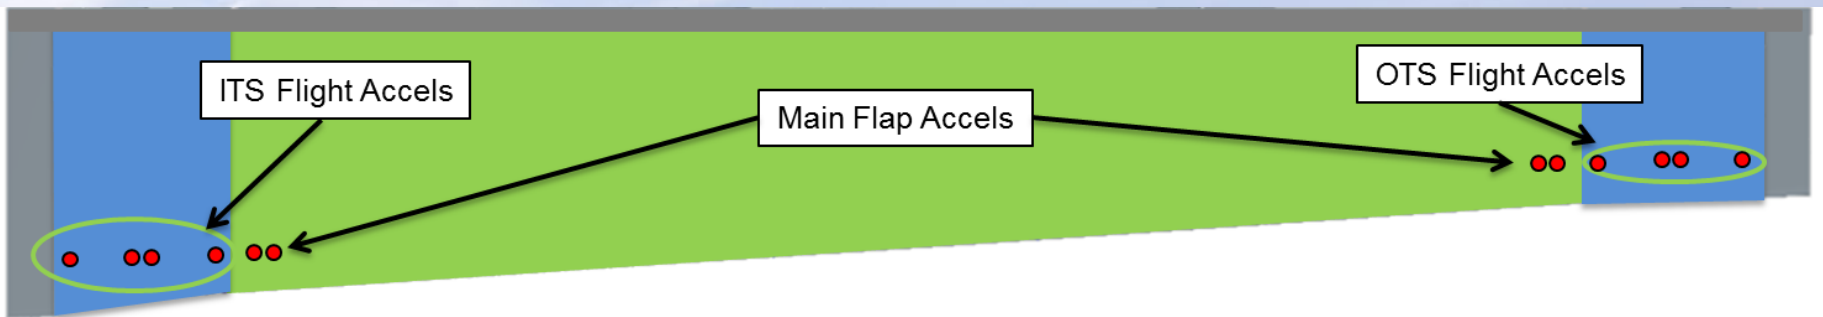 ITS Flight Accels
Main Flap Accels
OTS Flight Accels